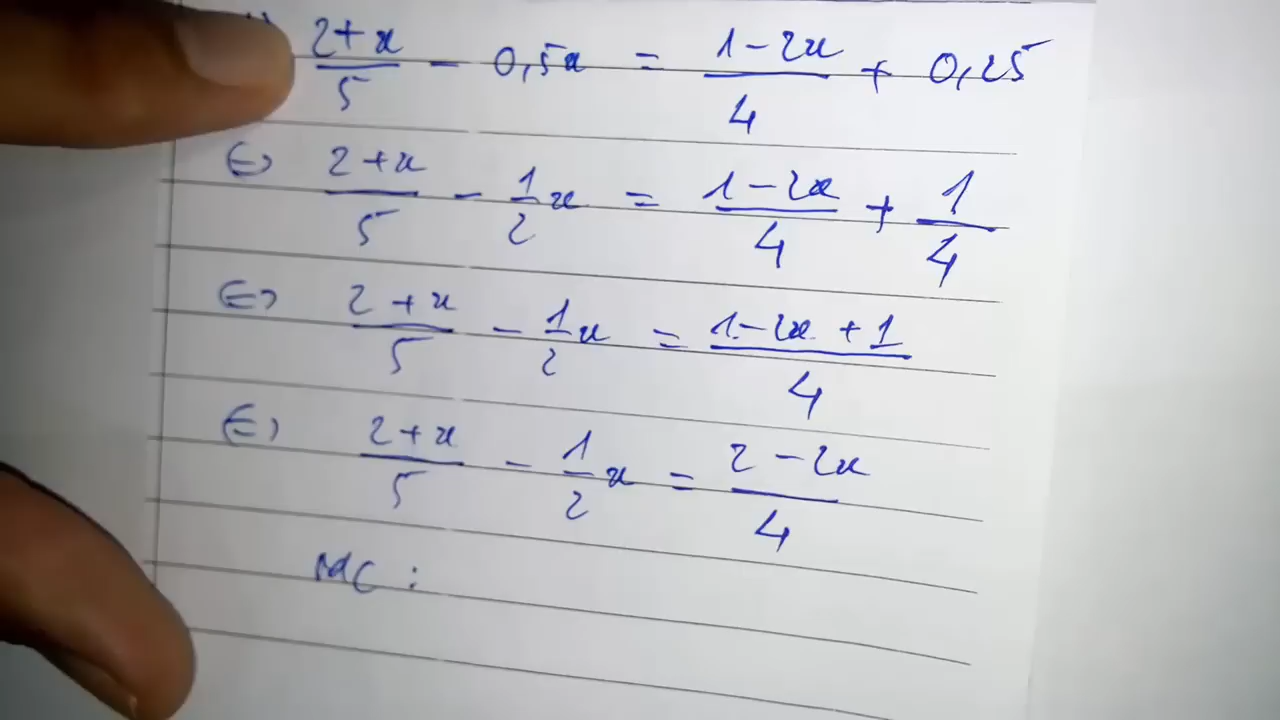 (2+x)/5 - 0,5x = (1-2x)/4 + 0,25
⇔ (2+x)/5 - 1/2 x = (1-2x)/4 + 1/4
⇔ (2+x)/5 - 1/2 x = (1-2x+1)/4
⇔ (2+x)/5 - 1/2 x = (2-2x)/4
MC :